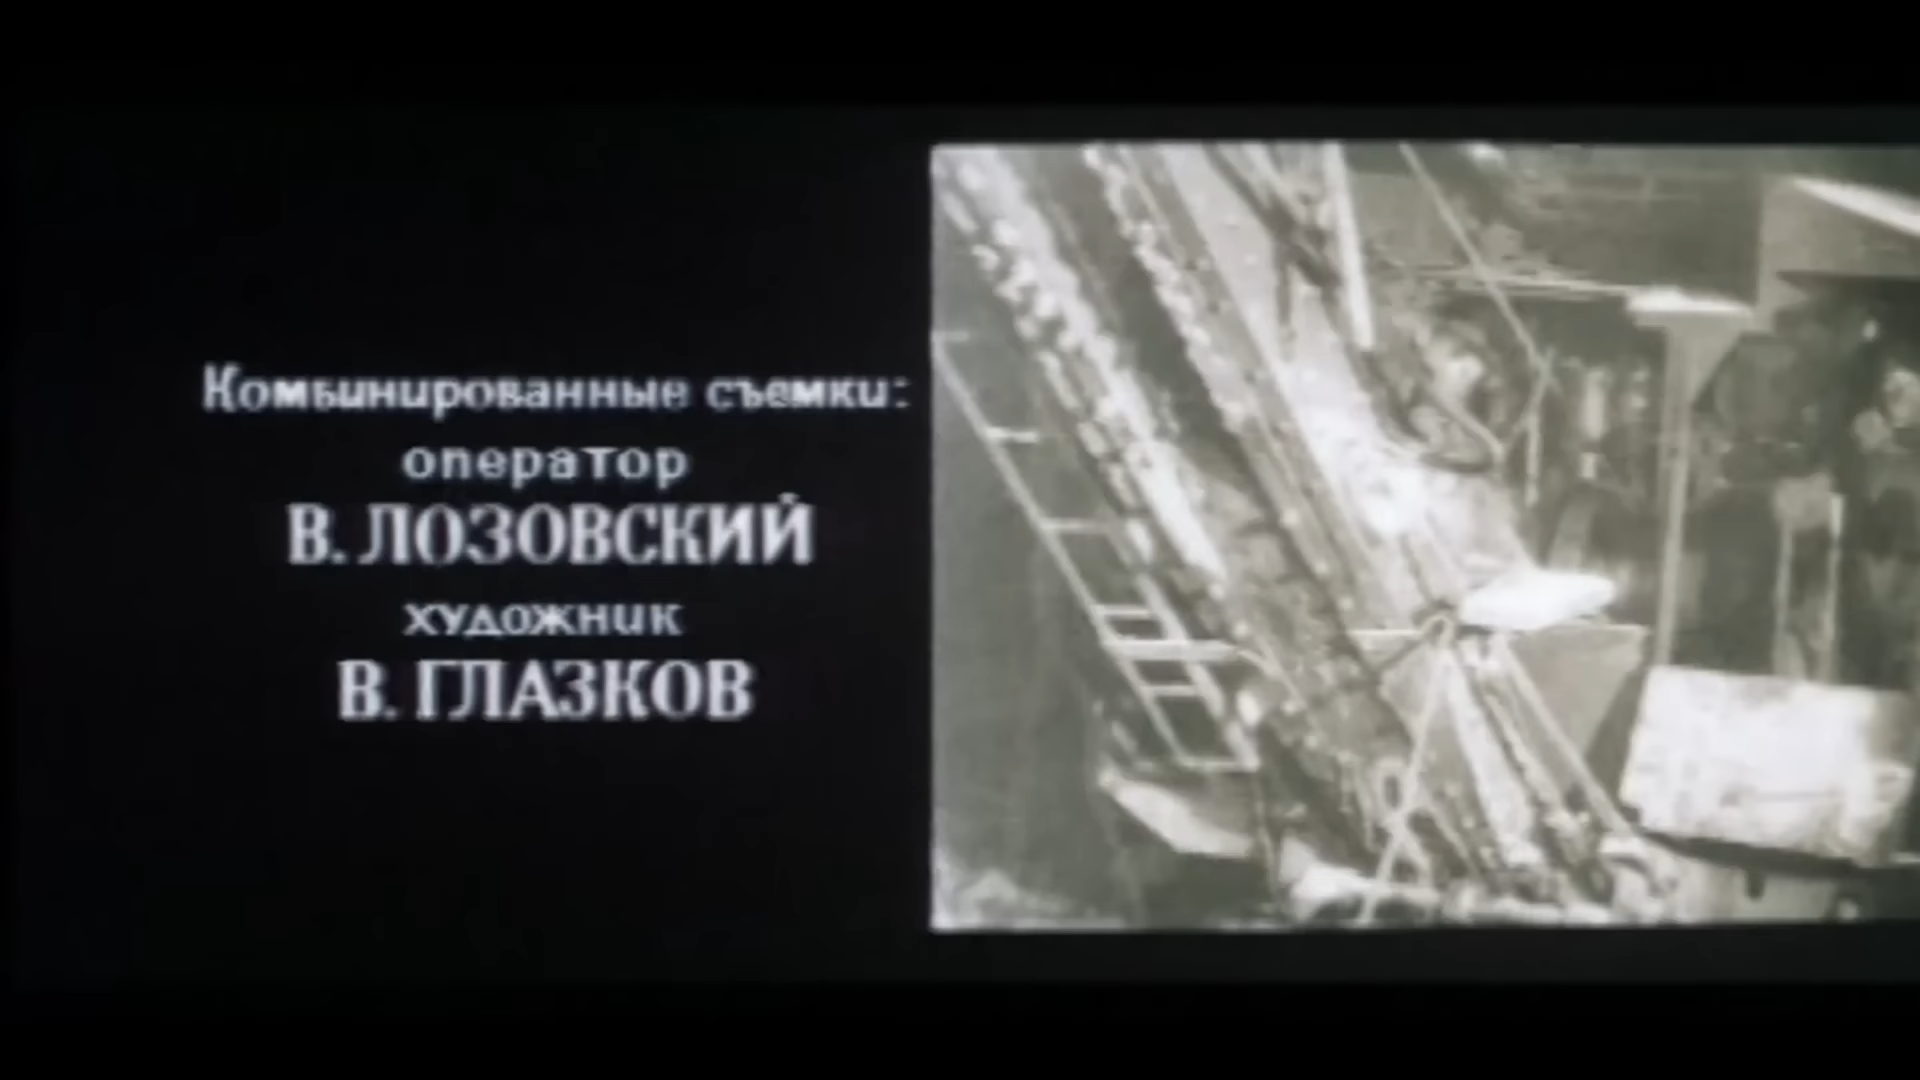 Комбинированные съемки:
оператор
В. ЛОЗОВСКИЙ
художник
В. ГЛАЗКОВ